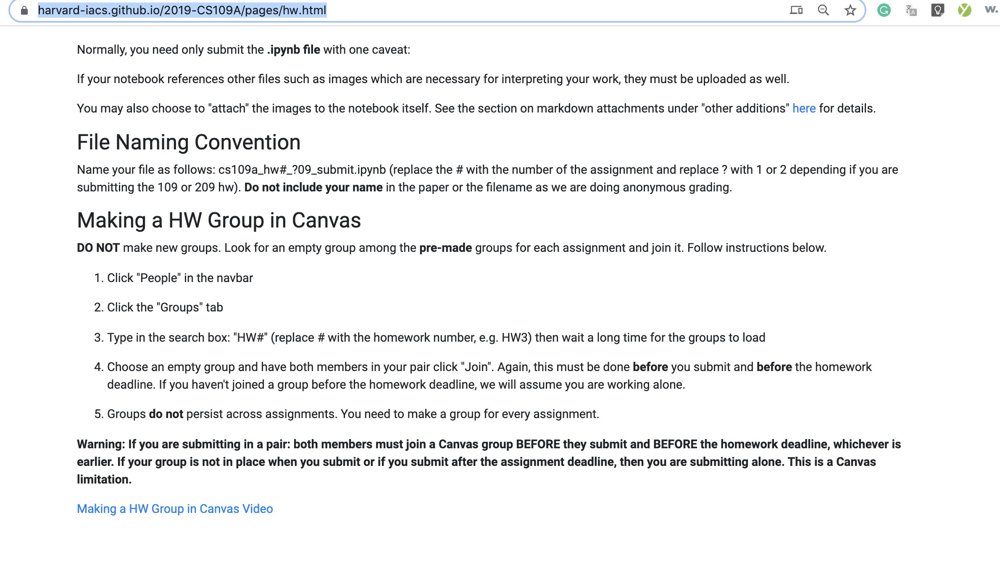 harvard-iacs.github.io/2019-CS109A/pages/hw.html
Normally, you need only submit the .ipynb file with one caveat:
If your notebook references other files such as images which are necessary for interpreting your work, they must be uploaded as well.
You may also choose to "attach" the images to the notebook itself. See the section on markdown attachments under "other additions" here for details.
File Naming Convention
Name your file as follows: cs109a_hw#_?09_submit.ipynb (replace the # with the number of the assignment and replace ? with 1 or 2 depending if you are
submitting the 109 or 209 hw). Do not include your name in the paper or the filename as we are doing anonymous grading.
Making a HW Group in Canvas
DO NOT make new groups. Look for an empty group among the pre-made groups for each assignment and join it. Follow instructions below.
1. Click "People" in the navbar
2. Click the "Groups" tab
3. Type in the search box: "HW#" (replace # with the homework number, e.g. HW3) then wait a long time for the groups to load
4. Choose an empty group and have both members in your pair click "Join". Again, this must be done before you submit and before the homework
deadline. If you haven't joined a group before the homework deadline, we will assume you are working alone.
5. Groups do not persist across assignments. You need to make a group for every assignment.
Warning: If you are submitting in a pair: both members must join a Canvas group BEFORE they submit and BEFORE the homework deadline, whichever is
earlier. If your group is not in place when you submit or if you submit after the assignment deadline, then you are submitting alone. This is a Canvas
limitation.
Making a HW Group in Canvas Video